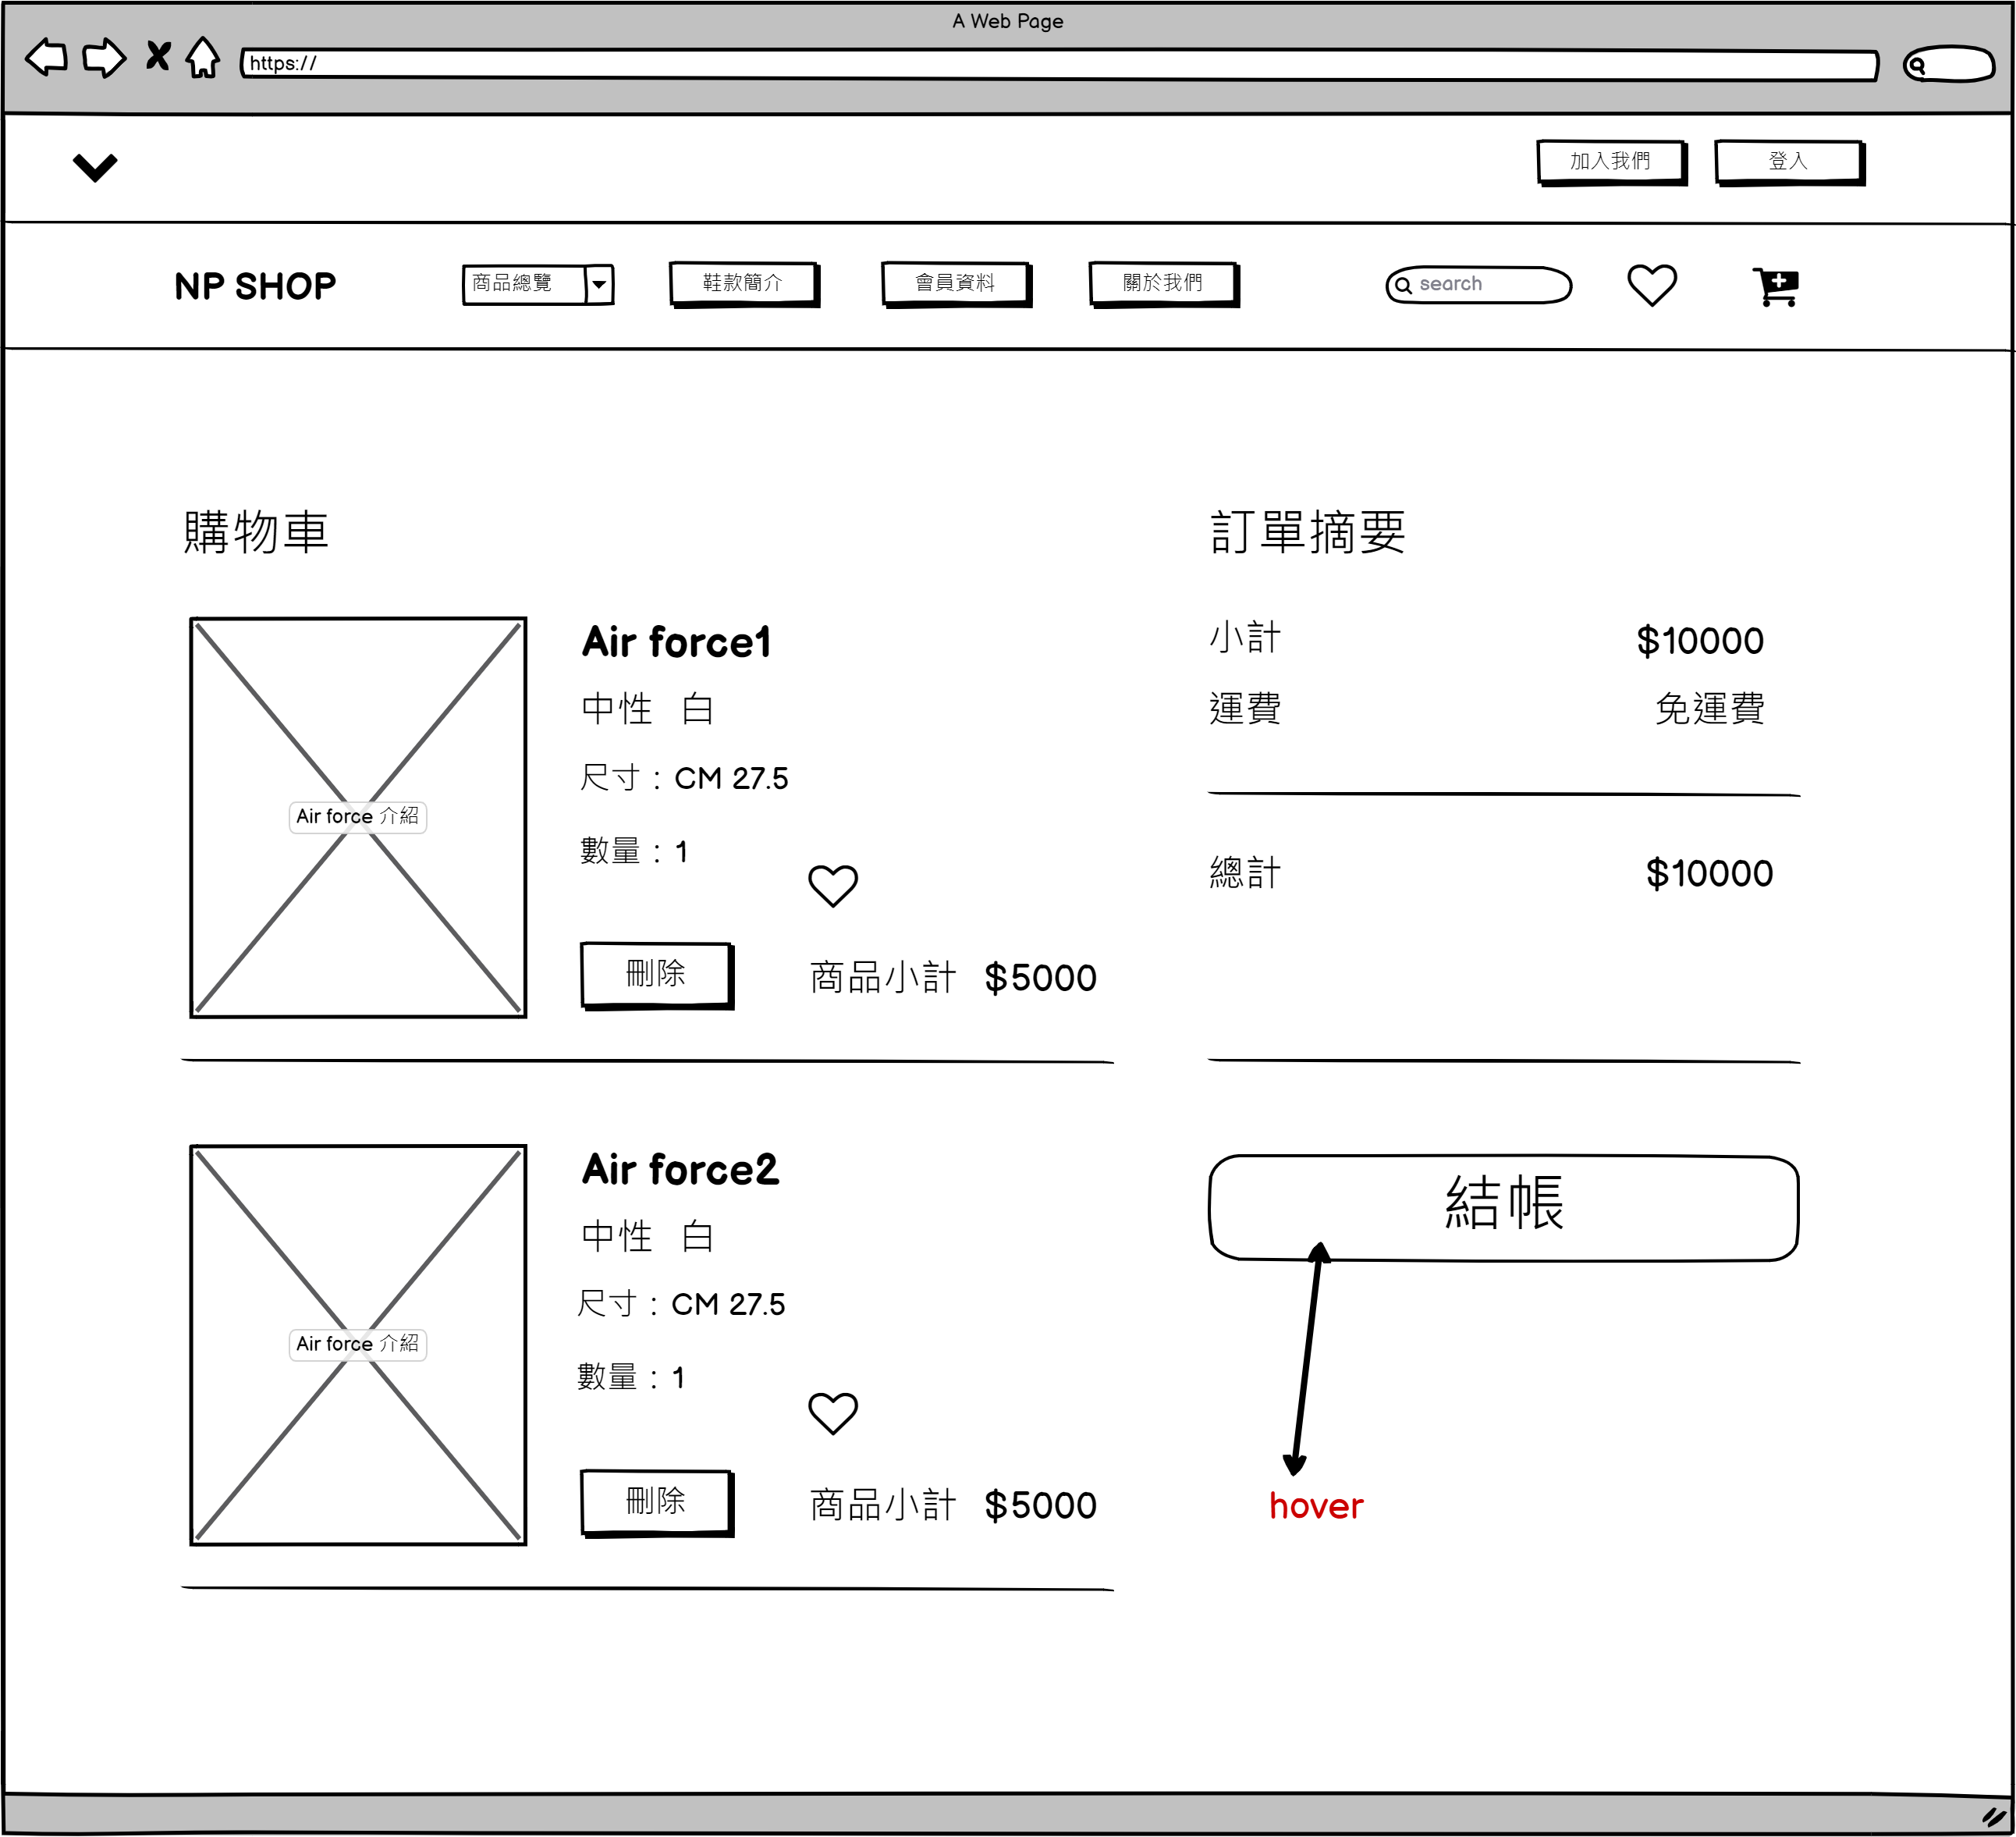 A Web Page
https://
加入我們
登入
NP SHOP
商品總覽
鞋款簡介
會員資料
關於我們
search
購物車
Air force 介紹
Air force1
中性 白
尺寸：CM 27.5
數量：1
刪除
商品小計 $5000
Air force 介紹
Air force2
中性 白
尺寸：CM 27.5
數量：1
刪除
商品小計 $5000
訂單摘要
小計 $10000
運費 免運費
總計 $10000
結帳
hover